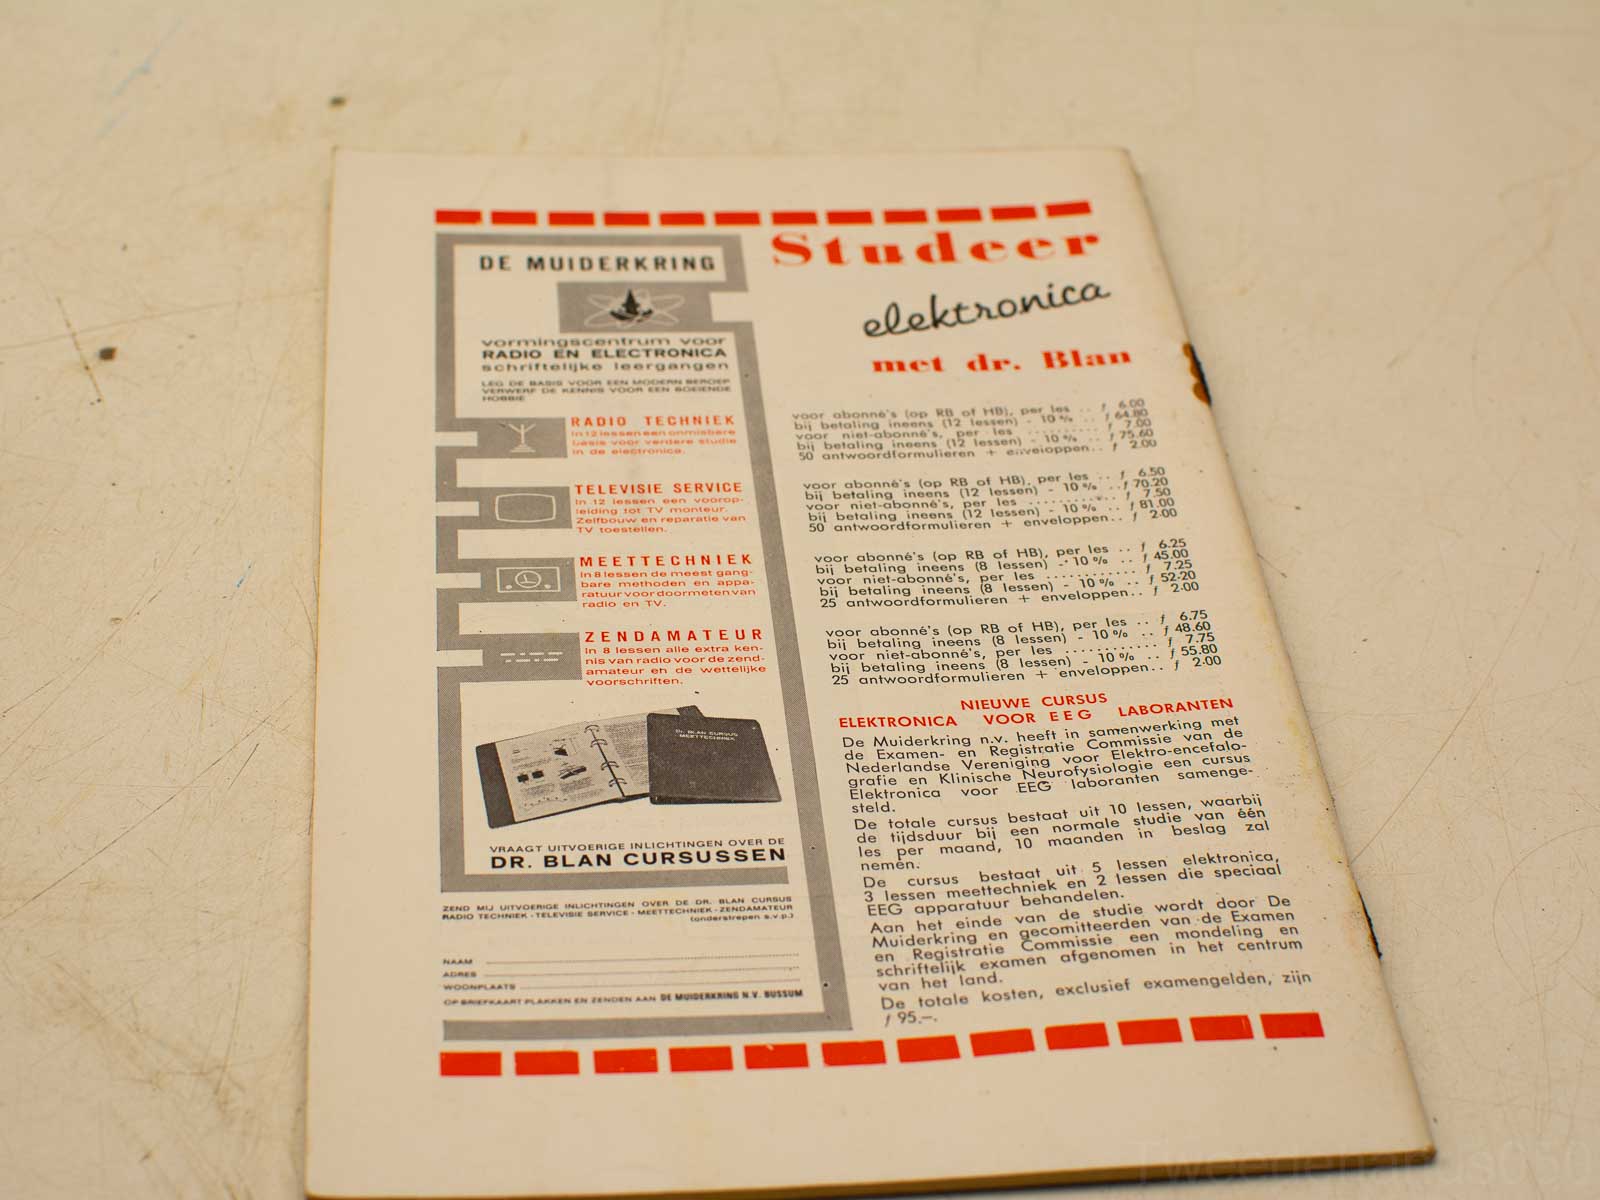 DE MUIDERKRING
vormingscentrum voor
RADIO EN ELECTRONICA
schriftelijke leergangen
LEG DE BASIS VOOR EEN MODERN BEROEP
VERWERF DE KENNIS VOOR EEN BOEIENDE
HOBBIE
RADIO TECHNIEK
In 12 lessen een onmisbare
basis voor verdere studie
in de electronica.
TELEVISIE SERVICE
In 12 lessen een voorop-
leiding tot TV monteur.
Zelfbouw en reparatie van
TV toestellen.
MEETTECHNIEK
In 8 lessen de meest gang-
bare methoden en appa-
ratuur voor doormeten van
radio en TV.
ZENDAMATEUR
In 8 lessen alle extra ken-
nis van radio voor de zend-
amateur en de wettelijke
voorschriften.
Dr. BLAN CURSUS
MEETTECHNIEK
VRAAGT UITVOERIGE INLICHTINGEN OVER DE
DR. BLAN CURSUSSEN
ZEND MIJ UITVOERIGE INLICHTINGEN OVER DE DR. BLAN CURSUS
RADIO TECHNIEK - TELEVISIE SERVICE - MEETTECHNIEK - ZENDAMATEUR
(onderstrepen s.v.p.)
NAAM
ADRES
WOONPLAATS
OP BRIEFKAART PLAKKEN EN ZENDEN AAN DE MUIDERKRING N.V. BUSSUM
Studeer
elektronica
met dr. Blan
voor abonné's (op RB of HB), per les .. ƒ 6.00
bij betaling ineens (12 lessen) - 10 % .. ƒ 64.80
voor niet-abonné's, per les ............ ƒ 7.00
bij betaling ineens (12 lessen) - 10 % .. ƒ 75.60
50 antwoordformulieren + enveloppen.. ƒ 2.00
voor abonné's (op RB of HB), per les .. ƒ 6.50
bij betaling ineens (12 lessen) - 10 % .. ƒ 70.20
voor niet-abonné's, per les ............ ƒ 7.50
bij betaling ineens (12 lessen) - 10 % .. ƒ 81.00
50 antwoordformulieren + enveloppen.. ƒ 2.00
voor abonné's (op RB of HB), per les .. ƒ 6.25
bij betaling ineens (8 lessen) - 10 % .. ƒ 45.00
voor niet-abonné's, per les ............ ƒ 7.25
bij betaling ineens (8 lessen) - 10 % .. ƒ 52.20
25 antwoordformulieren + enveloppen.. ƒ 2.00
voor abonné's (op RB of HB), per les .. ƒ 6.75
bij betaling ineens (8 lessen) - 10 % .. ƒ 48.60
voor niet-abonné's, per les ............ ƒ 7.75
bij betaling ineens (8 lessen) - 10 % .. ƒ 55.80
25 antwoordformulieren + enveloppen.. ƒ 2.00
NIEUWE CURSUS
ELEKTRONICA VOOR EEG LABORANTEN
De Muiderkring n.v. heeft in samenwerking met
de Examen- en Registratie Commissie van de
Nederlandse Vereniging voor Elektro-encefalo-
grafie en Klinische Neurofysiologie een cursus
Elektronica voor EEG laboranten samenge-
steld.
De totale cursus bestaat uit 10 lessen, waarbij
de tijdsduur bij een normale studie van één
les per maand, 10 maanden in beslag zal
nemen.
De cursus bestaat uit 5 lessen elektronica,
3 lessen meettechniek en 2 lessen die speciaal
EEG apparatuur behandelen.
Aan het einde van de studie wordt door De
Muiderkring en gecomitteerden van de Examen
en Registratie Commissie een mondeling en
schriftelijk examen afgenomen in het centrum
van het land.
De totale kosten, exclusief examengelden, zijn
ƒ 95.–.